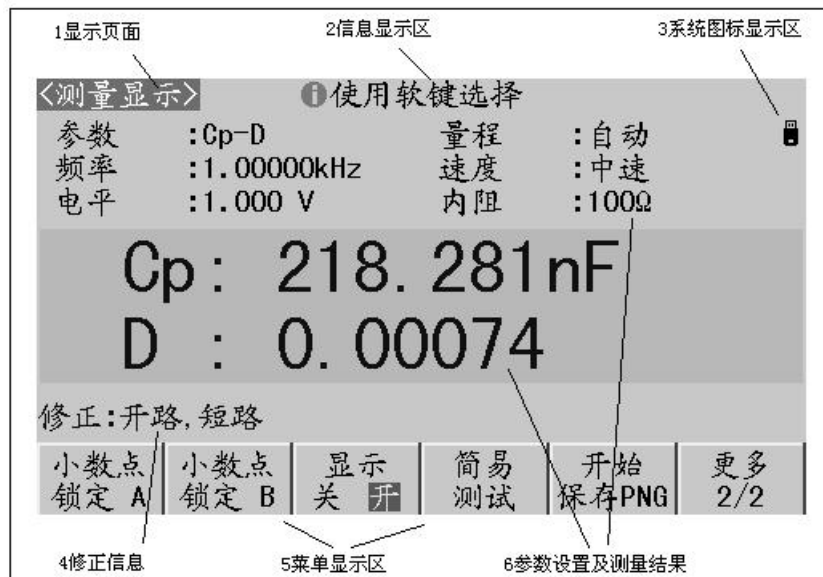 1显示页面 2信息显示区 3系统图标显示区
<测量显示> 使用软键选择
参数 :Cp-D 量程 :自动
频率 :1.00000kHz 速度 :中速
电平 :1.000 V 内阻 :100Ω
Cp: 218.281nF
D : 0.00074
修正:开路,短路
小数点 小数点 显示 简易 开始 更多
锁定 A 锁定 B 关 开 测试 保存PNG 2/2
4修正信息 5菜单显示区 6参数设置及测量结果